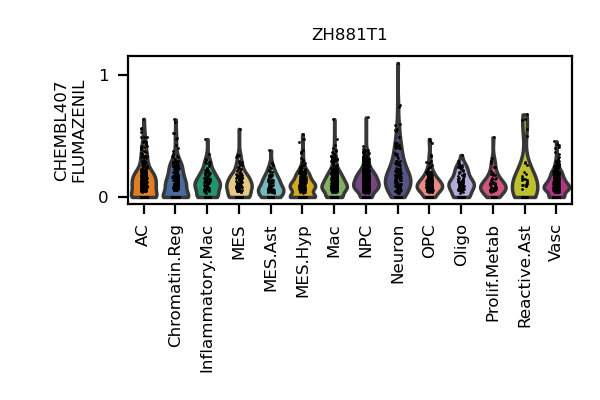 ZH881T1
CHEMBL407
FLUMAZENIL
1
0
AC
Chromatin.Reg
Inflammatory.Mac
MES
MES.Ast
MES.Hyp
Mac
NPC
Neuron
OPC
Oligo
Prolif.Metab
Reactive.Ast
Vasc